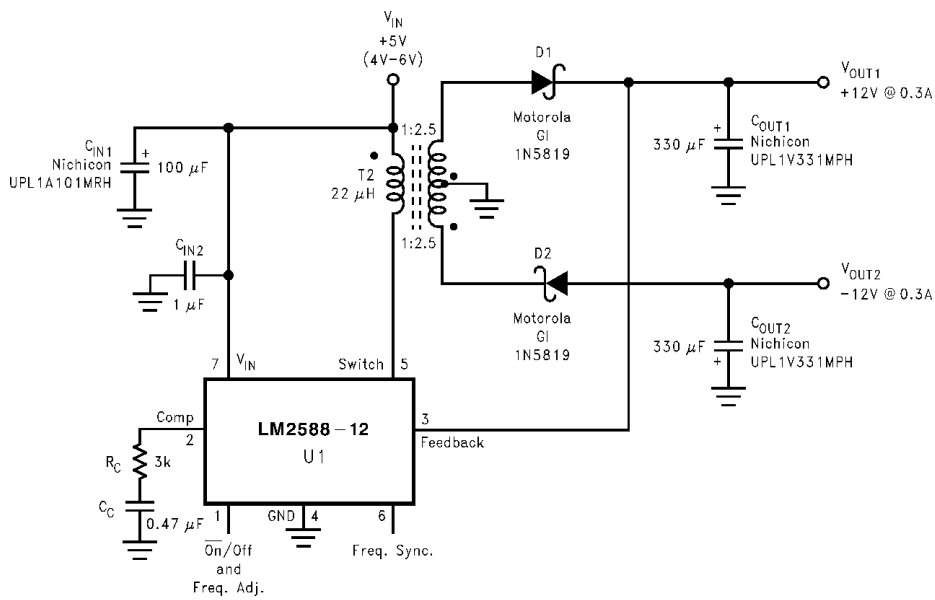 V_IN
+5V
(4V-6V)
D1
V_OUT1
+12V @ 0.3A
Motorola
GI
1N5819
C_IN1
Nichicon
UPL1A101MRH
+
100 μF
1:2.5
T2
22 μH
1:2.5
330 μF
+
C_OUT1
Nichicon
UPL1V331MPH
C_IN2
1 μF
D2
V_OUT2
-12V @ 0.3A
Motorola
GI
1N5819
330 μF
+
C_OUT2
Nichicon
UPL1V331MPH
7
V_IN
Switch
5
Comp
2
LM2588-12
U1
3
Feedback
R_C
3k
C_C
0.47 μF
1
GND
4
6
O̅n̅/Off
and
Freq. Adj.
Freq. Sync.